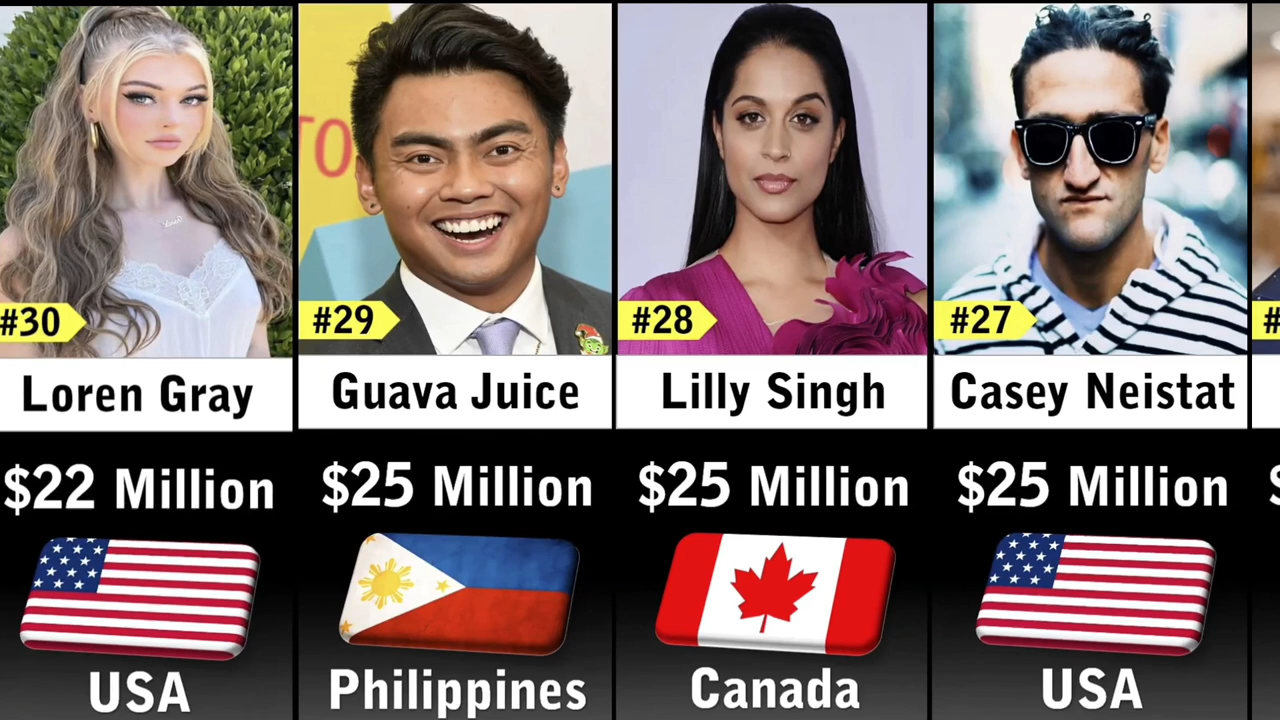 #30
Loren Gray
$22 Million
USA
TO
#29
Guava Juice
$25 Million
Philippines
#28
Lilly Singh
$25 Million
Canada
#27
Casey Neistat
$25 Million
USA
#
$